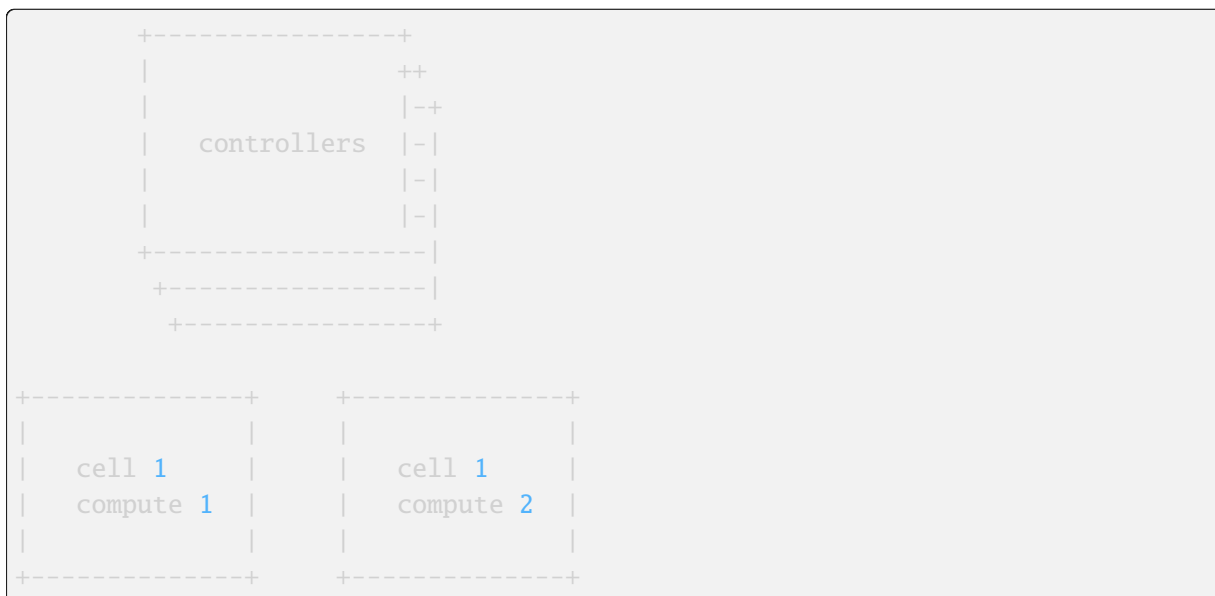 +----------------+
|                ++
|                |-+
|   controllers  |-|
|                |-|
|                |-|
+------------------|
 +-----------------|
  +----------------+
+--------------+     +--------------+
|              |     |              |
|   cell 1     |     |   cell 1     |
|   compute 1  |     |   compute 2  |
|              |     |              |
+--------------+     +--------------+